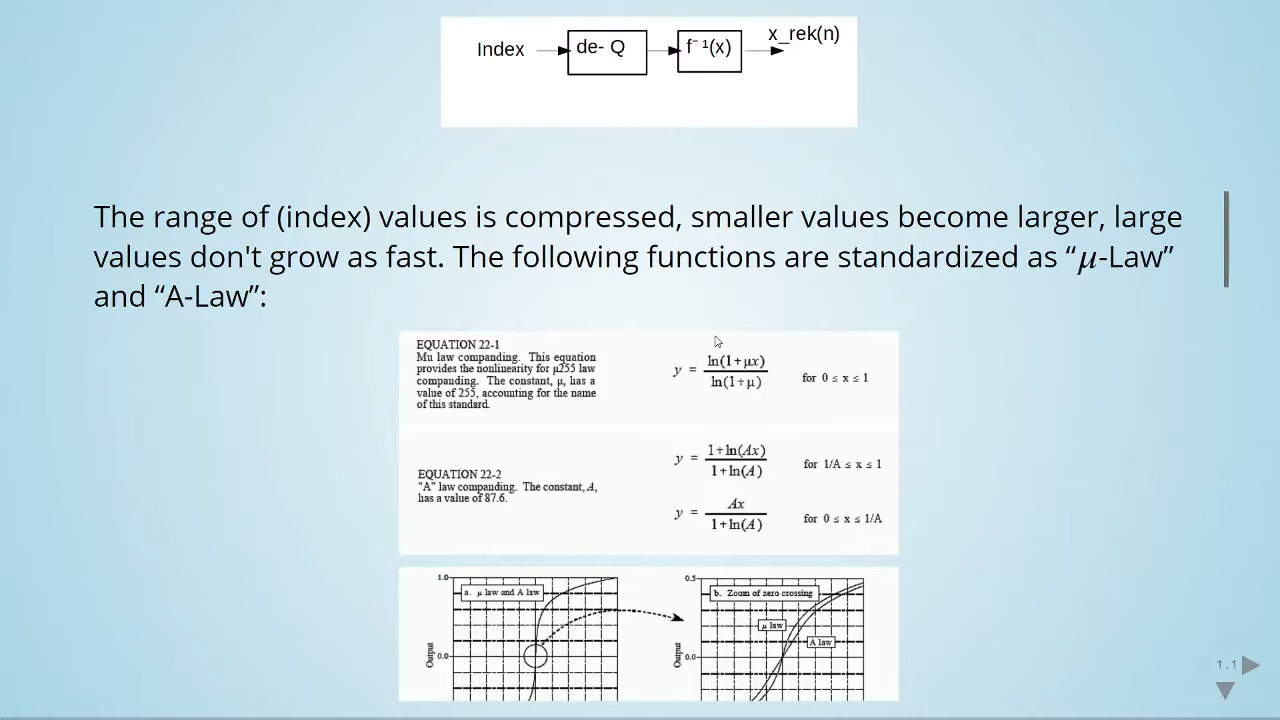 Index
de- Q
f⁻¹(x)
x_rek(n)
The range of (index) values is compressed, smaller values become larger, large
values don't grow as fast. The following functions are standardized as “μ-Law”
and “A-Law”:
EQUATION 22-1
Mu law companding. This equation
provides the nonlinearity for μ255 law
companding. The constant, μ, has a
value of 255, accounting for the name
of this standard.
y = ln(1+μx) / ln(1+μ) for 0 ≤ x ≤ 1
EQUATION 22-2
"A" law companding. The constant, A,
has a value of 87.6.
y = 1+ln(Ax) / 1+ln(A) for 1/A ≤ x ≤ 1
y = Ax / 1+ln(A) for 0 ≤ x ≤ 1/A
1.0
a. μ law and A law
Output
0.0
0.5
b. Zoom of zero crossing
μ law
A law
Output
0.0
1.1